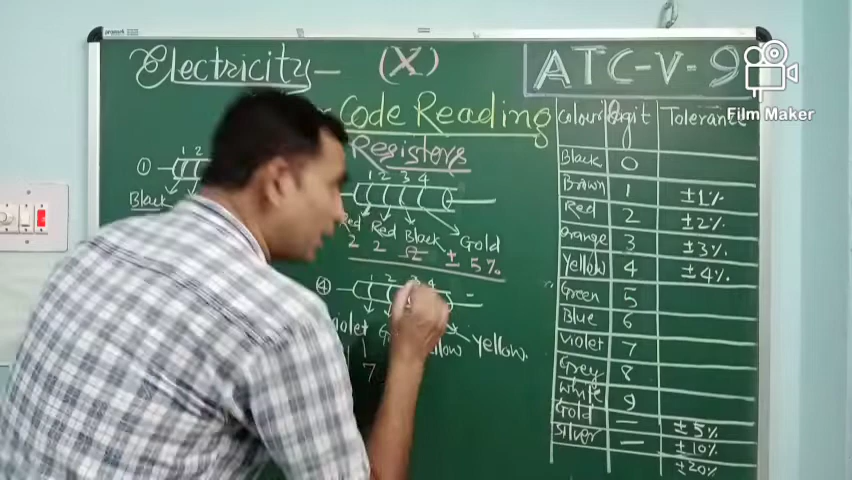 Electricity - (X)
ATC-V-9
Film Maker
Code Reading
Resistors
① 1 2
Black
1 2 3 4
Red Red Black Gold
2 2 Ω ± 5%
④ 1 2 3 4
Violet
Yellow.
7
Colour Digit Tolerance
Black 0
Brown 1 ±1%
Red 2 ±2%
Orange 3 ±3%
Yellow 4 ±4%
Green 5
Blue 6
Violet 7
Grey 8
White 9
Gold — ±5%
Silver — ±10%
±20%